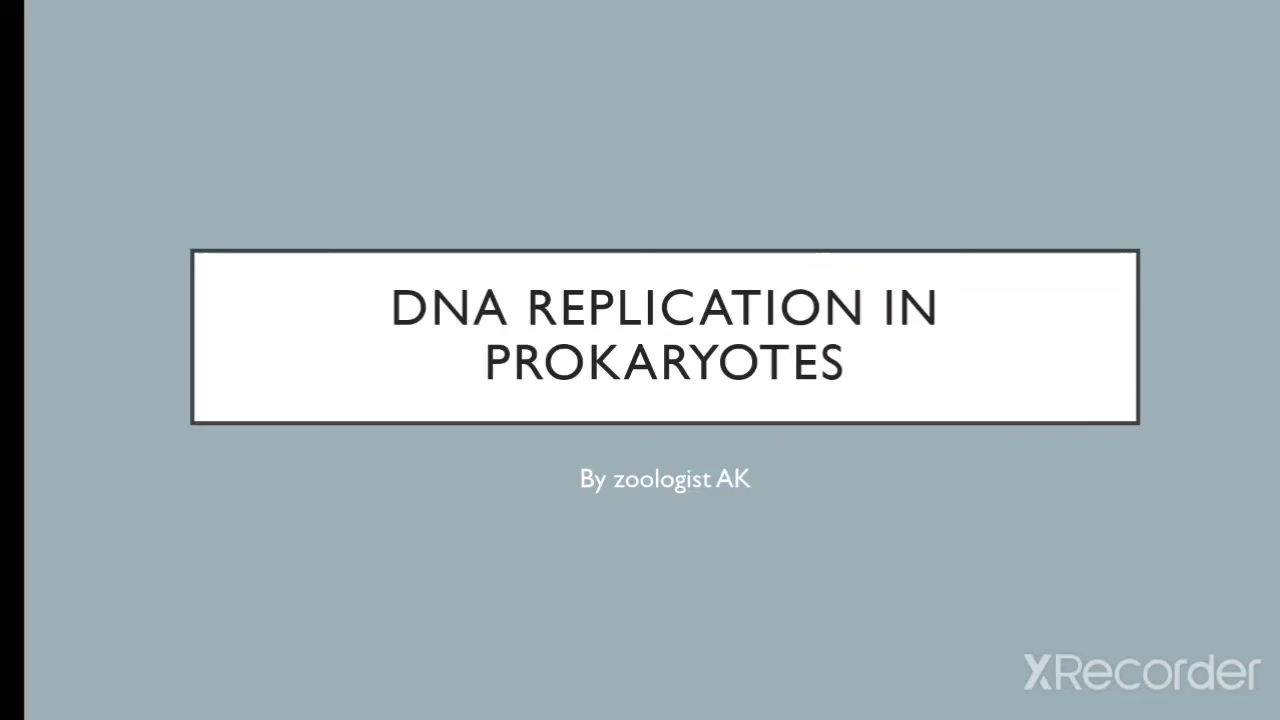 DNA REPLICATION IN
PROKARYOTES
By zoologist AK
XRecorder